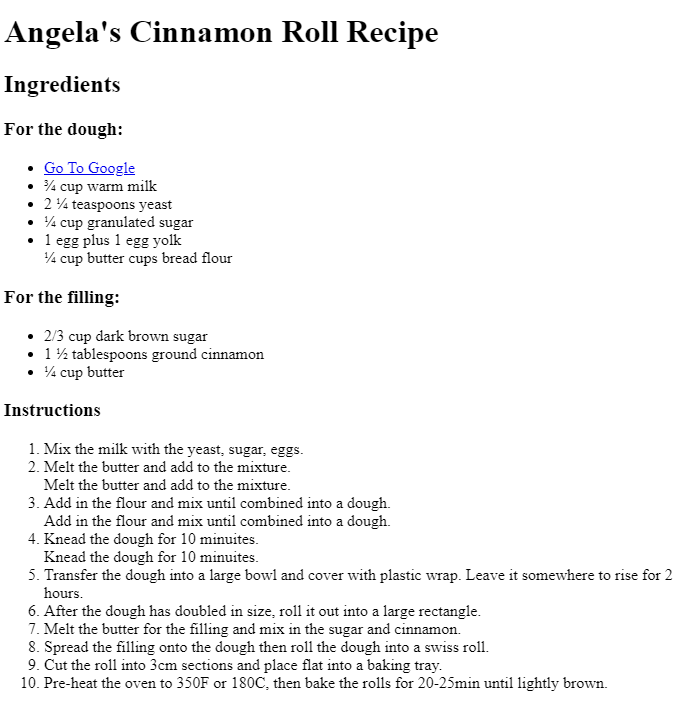 Angela's Cinnamon Roll Recipe
Ingredients
For the dough:
Go To Google
¾ cup warm milk
2 ¼ teaspoons yeast
¼ cup granulated sugar
1 egg plus 1 egg yolk
¼ cup butter cups bread flour
For the filling:
2/3 cup dark brown sugar
1 ½ tablespoons ground cinnamon
¼ cup butter
Instructions
1. Mix the milk with the yeast, sugar, eggs.
2. Melt the butter and add to the mixture.
Melt the butter and add to the mixture.
3. Add in the flour and mix until combined into a dough.
Add in the flour and mix until combined into a dough.
4. Knead the dough for 10 minuites.
Knead the dough for 10 minuites.
5. Transfer the dough into a large bowl and cover with plastic wrap. Leave it somewhere to rise for 2
hours.
6. After the dough has doubled in size, roll it out into a large rectangle.
7. Melt the butter for the filling and mix in the sugar and cinnamon.
8. Spread the filling onto the dough then roll the dough into a swiss roll.
9. Cut the roll into 3cm sections and place flat into a baking tray.
10. Pre-heat the oven to 350F or 180C, then bake the rolls for 20-25min until lightly brown.